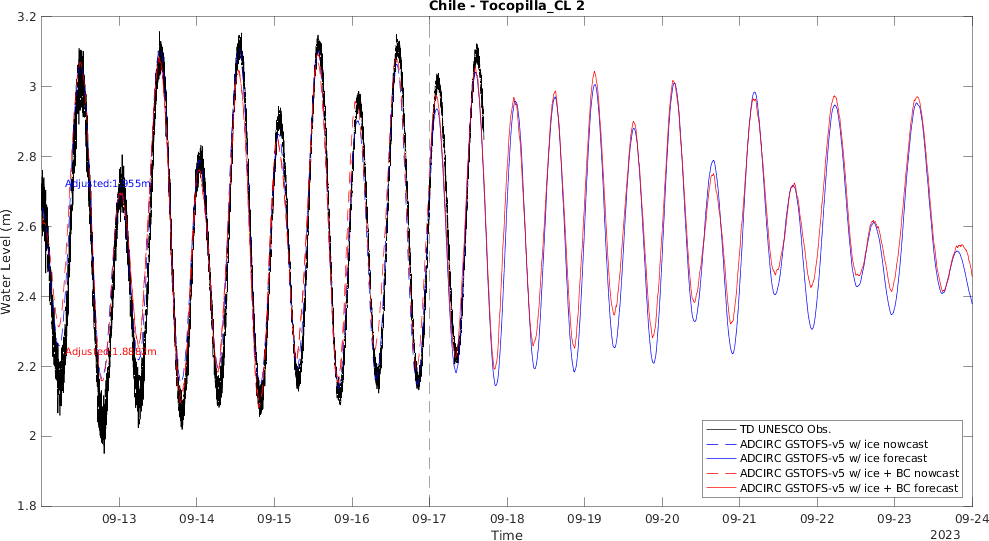 Chile - Tocopilla_CL 2
3.2
3
2.8
2.6
2.4
2.2
2
1.8
Water Level (m)
09-13
09-14
09-15
09-16
09-17
09-18
09-19
09-20
09-21
09-22
09-23
09-24
Time
2023
TD UNESCO Obs.
ADCIRC GSTOFS-v5 w/ ice nowcast
ADCIRC GSTOFS-v5 w/ ice forecast
ADCIRC GSTOFS-v5 w/ ice + BC nowcast
ADCIRC GSTOFS-v5 w/ ice + BC forecast